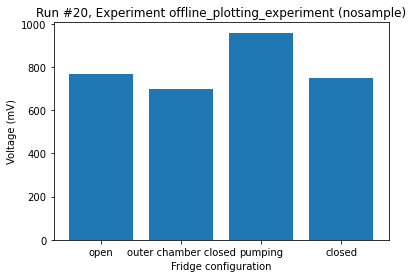 Run #20, Experiment offline_plotting_experiment (nosample)
1000
800
600
400
200
0
Voltage (mV)
open outer chamber closed pumping closed
Fridge configuration